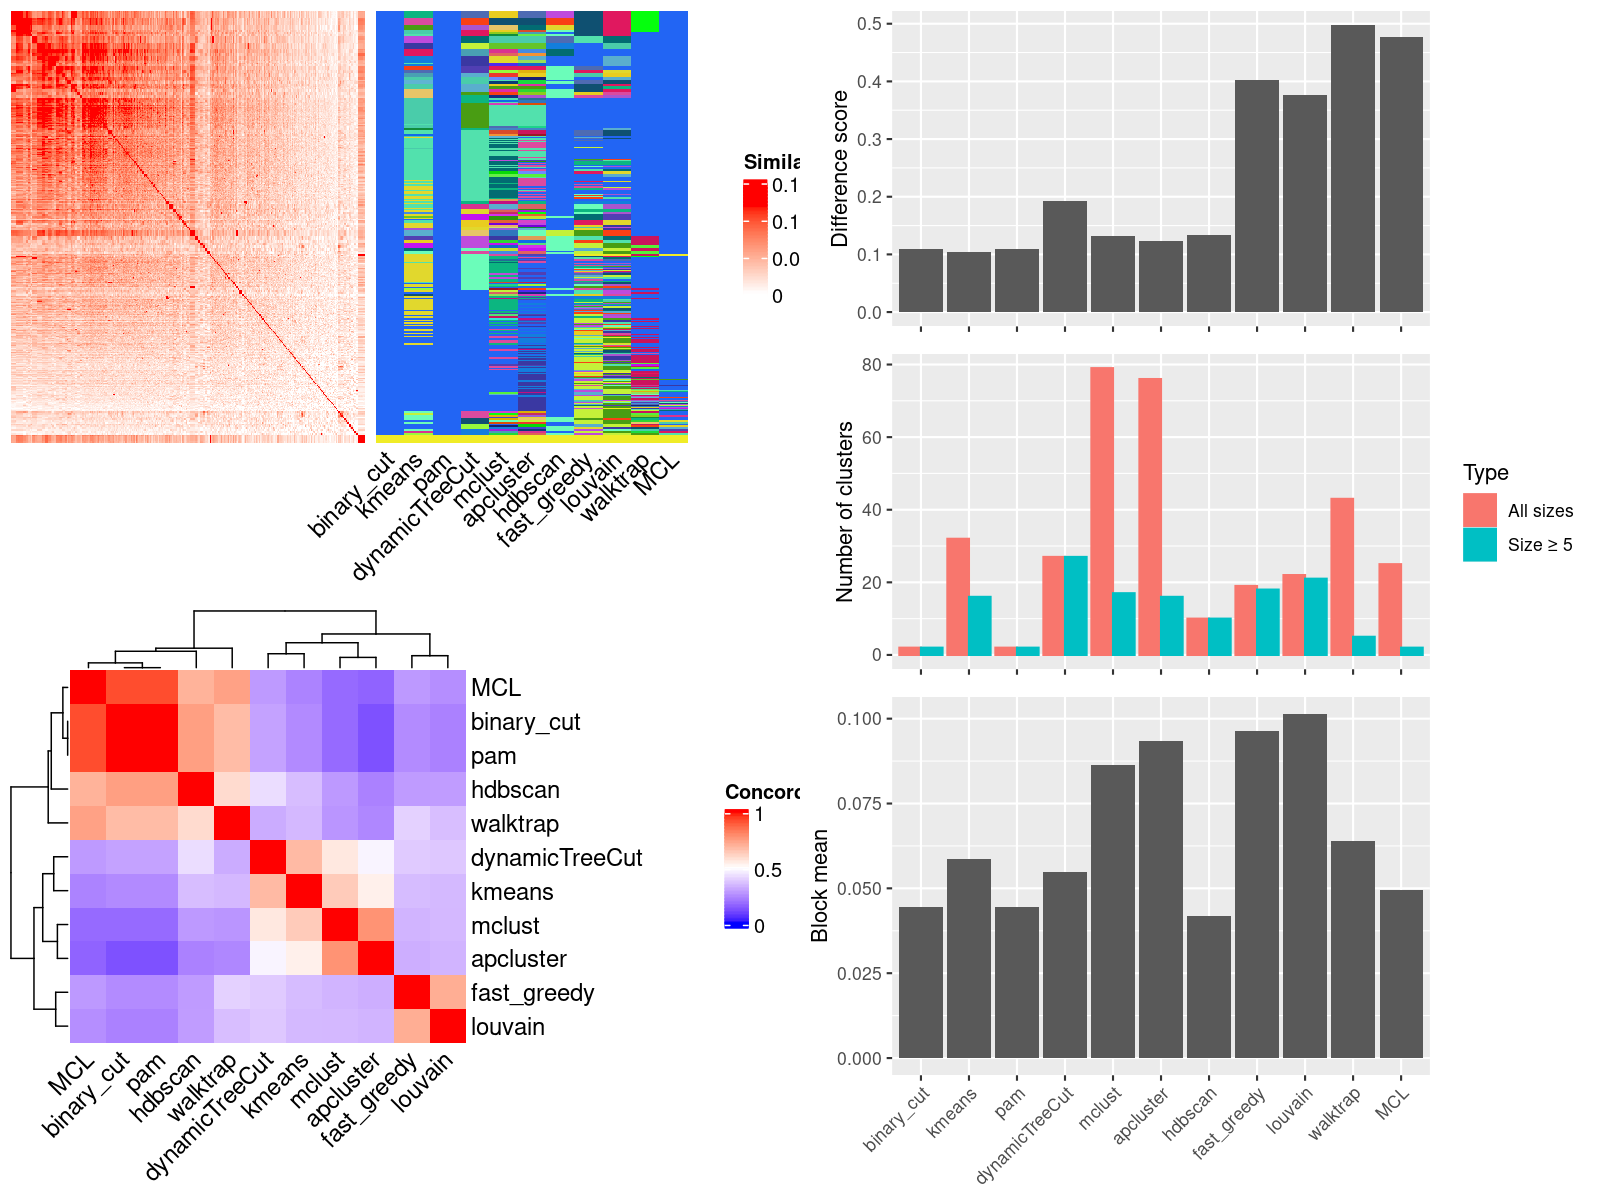 Simila
0.1
0.1
0.0
0
binary_cut
kmeans
pam
dynamicTreeCut
mclust
apcluster
hdbscan
fast_greedy
louvain
walktrap
MCL
MCL
binary_cut
pam
hdbscan
walktrap
dynamicTreeCut
kmeans
mclust
apcluster
fast_greedy
louvain
Concord
1
0.5
0
MCL
binary_cut
pam
hdbscan
walktrap
dynamicTreeCut
kmeans
mclust
apcluster
fast_greedy
louvain
Difference score
0.5
0.4
0.3
0.2
0.1
0.0
Number of clusters
80
60
40
20
0
Type
All sizes
Size ≥ 5
Block mean
0.100
0.075
0.050
0.025
0.000
binary_cut
kmeans
pam
dynamicTreeCut
mclust
apcluster
hdbscan
fast_greedy
louvain
walktrap
MCL